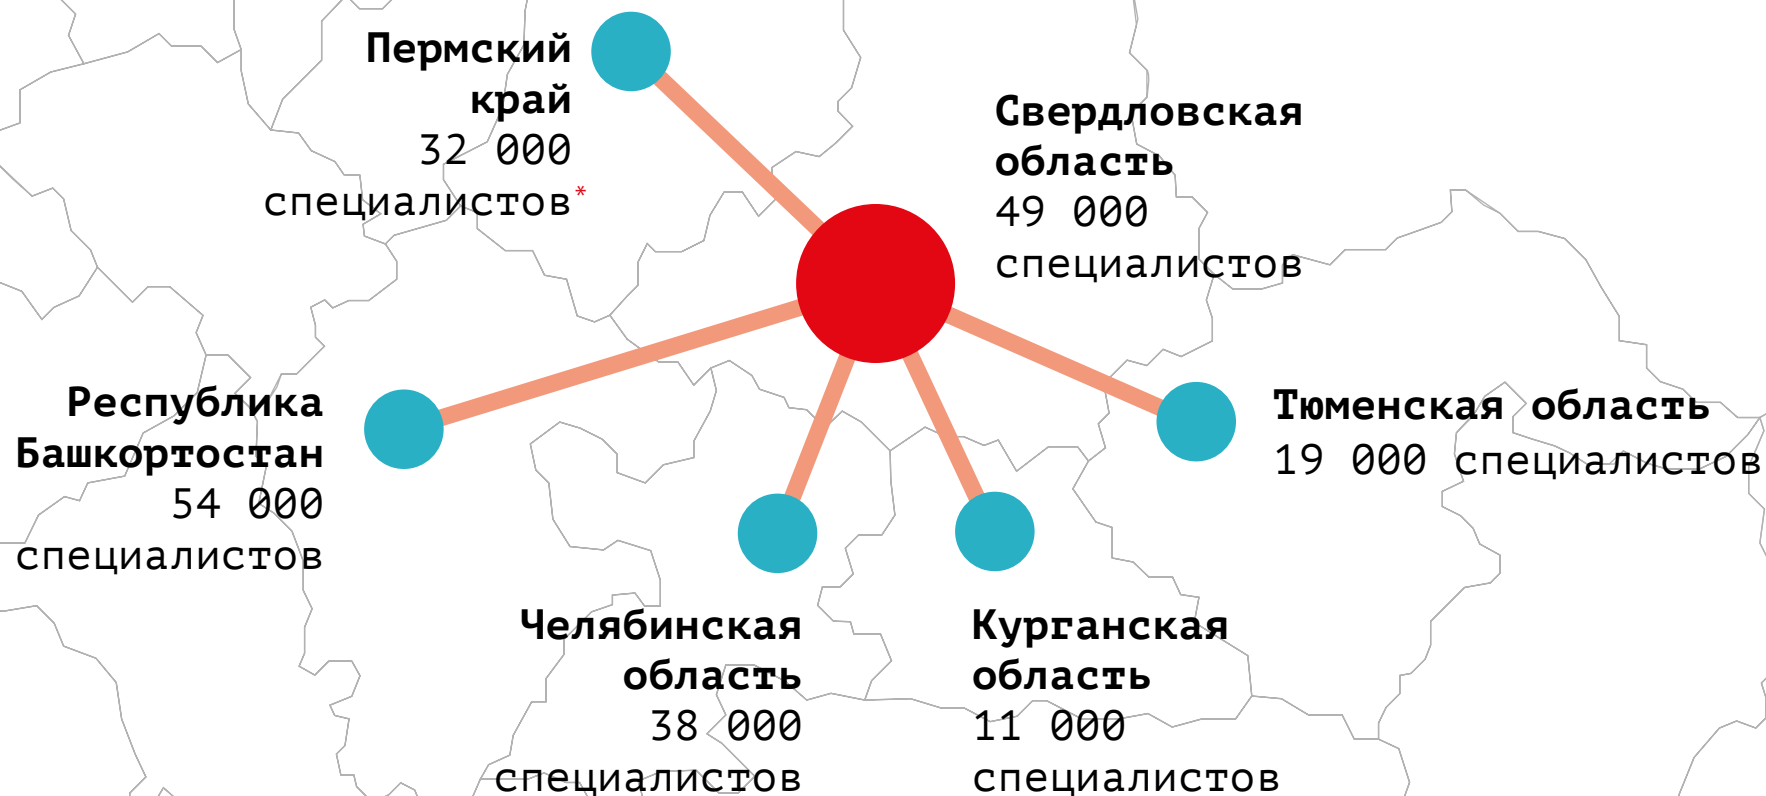 Пермский
край
32 000
специалистов*
Свердловская
область
49 000
специалистов
Республика
Башкортостан
54 000
специалистов
Тюменская область
19 000 специалистов
Челябинская
область
38 000
специалистов
Курганская
область
11 000
специалистов